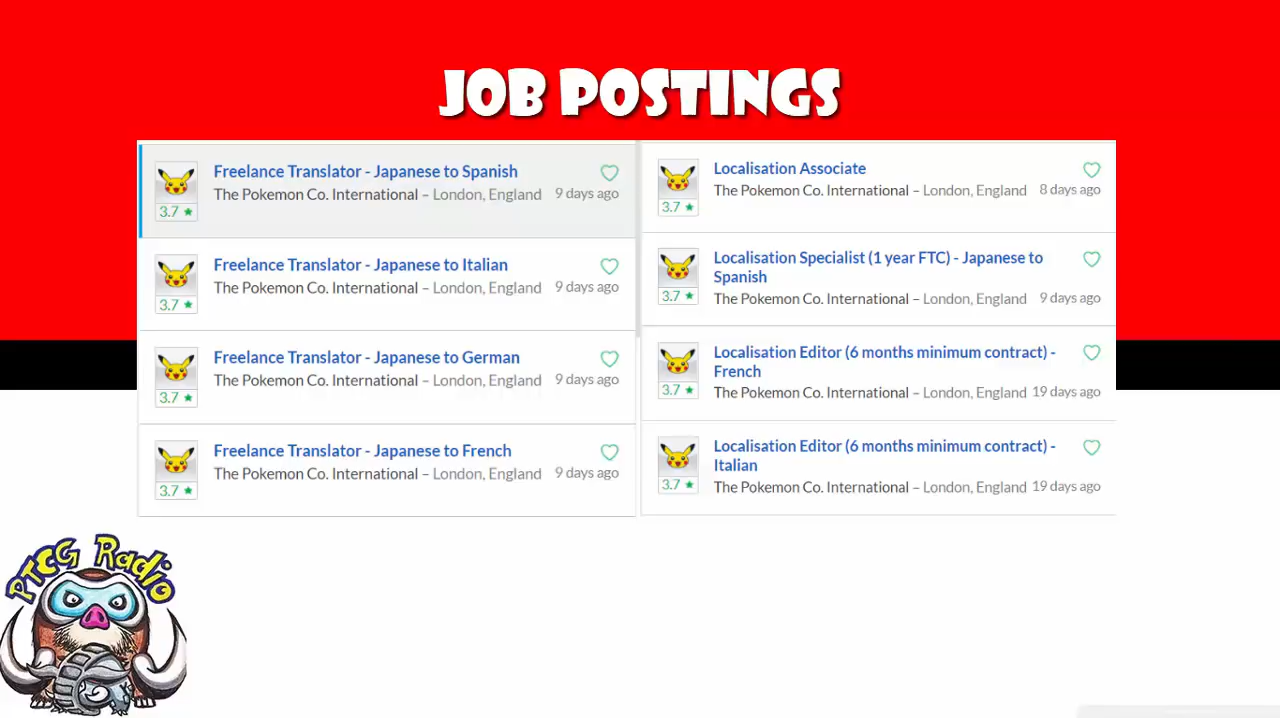 JOB POSTINGS
Freelance Translator - Japanese to Spanish
The Pokemon Co. International – London, England 9 days ago
3.7 ★
Freelance Translator - Japanese to Italian
The Pokemon Co. International – London, England 9 days ago
3.7 ★
Freelance Translator - Japanese to German
The Pokemon Co. International – London, England 9 days ago
3.7 ★
Freelance Translator - Japanese to French
The Pokemon Co. International – London, England 9 days ago
3.7 ★
Localisation Associate
The Pokemon Co. International – London, England 8 days ago
3.7 ★
Localisation Specialist (1 year FTC) - Japanese to
Spanish
The Pokemon Co. International – London, England 9 days ago
3.7 ★
Localisation Editor (6 months minimum contract) -
French
The Pokemon Co. International – London, England 19 days ago
3.7 ★
Localisation Editor (6 months minimum contract) -
Italian
The Pokemon Co. International – London, England 19 days ago
3.7 ★
PTCG Radio